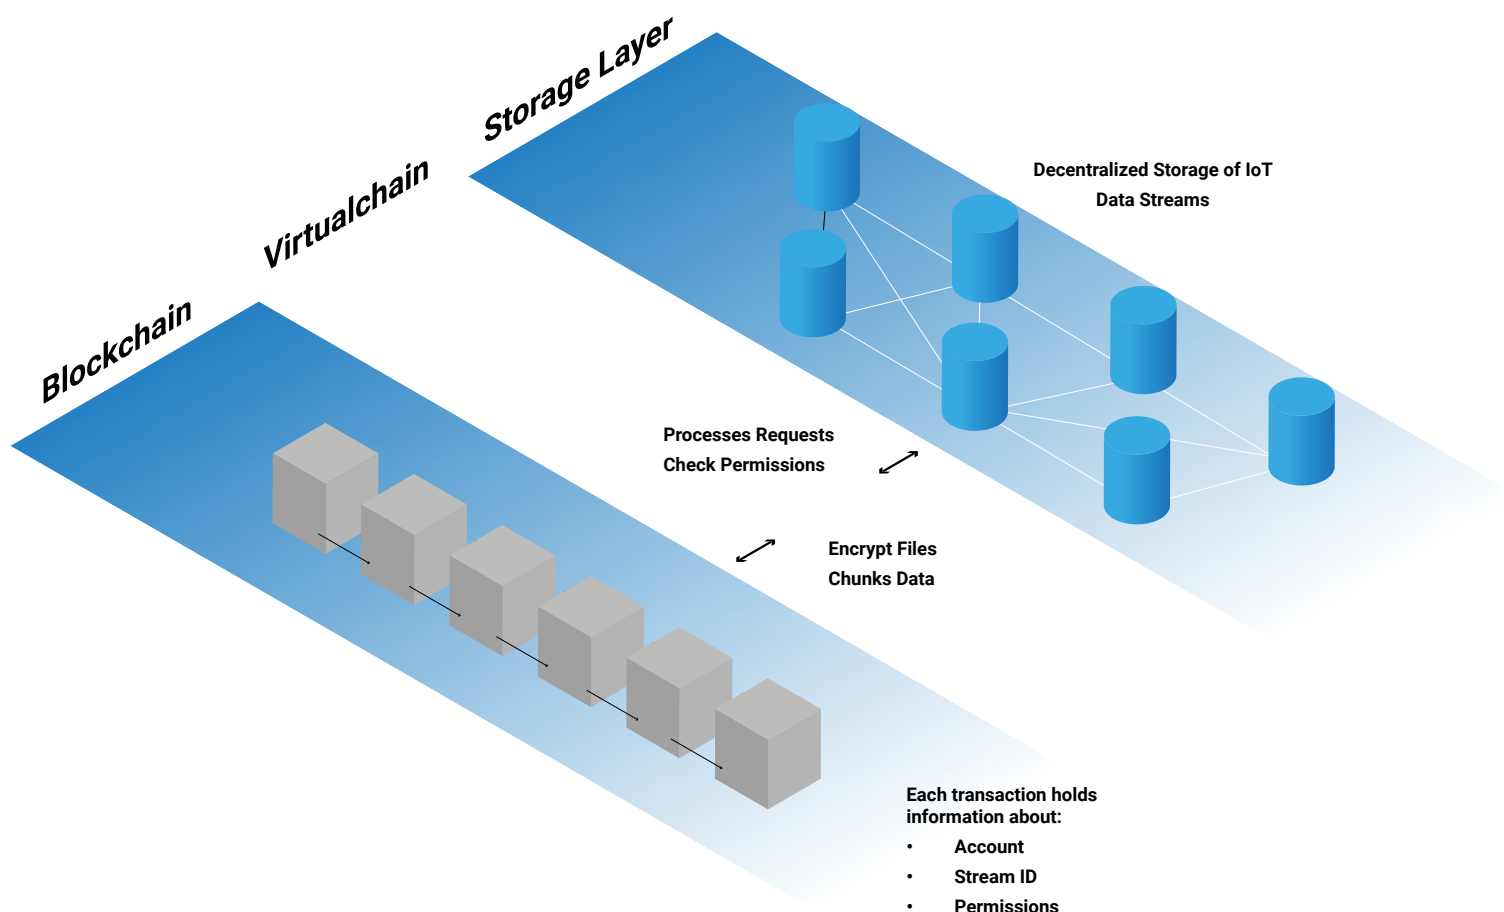 Storage Layer
Virtualchain
Blockchain
Decentralized Storage of IoT
Data Streams
Processes Requests
Check Permissions
Encrypt Files
Chunks Data
Each transaction holds
information about:
• Account
• Stream ID
• Permissions